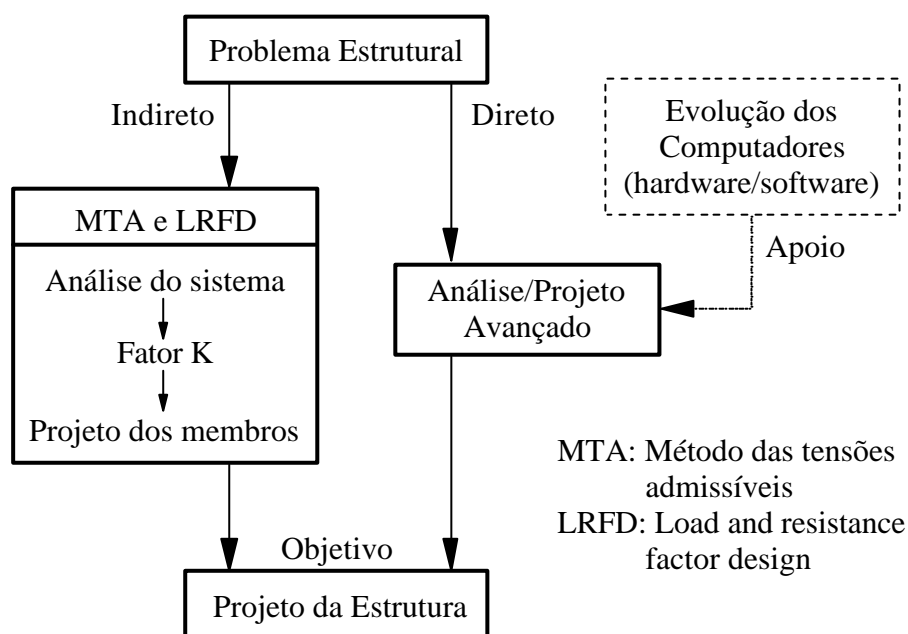 Problema Estrutural
Indireto
Direto
Evolução dos
Computadores
(hardware/software)
Apoio
MTA e LRFD
Análise do sistema
Fator K
Projeto dos membros
Análise/Projeto
Avançado
MTA: Método das tensões
admissíveis
LRFD: Load and resistance
factor design
Objetivo
Projeto da Estrutura